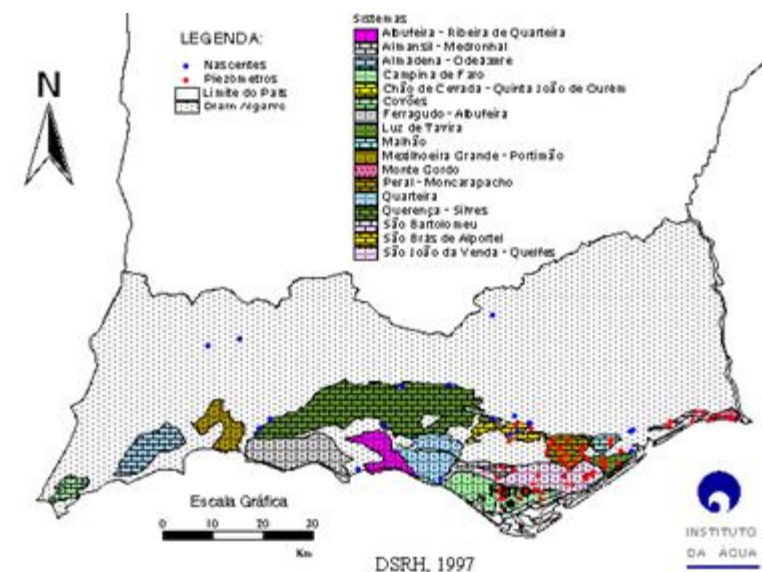 LEGENDA:
Nascentes
Piezómetros
Limite do País
Dram Algarve
Sistemas
Albufeira - Ribeira de Quarteira
Almansil - Medronhal
Almádena - Odeáxere
Campina de Faro
Chão de Cevada - Quinta João de Ourém
Covões
Ferragudo - Albufeira
Luz de Tavira
Malhão
Mexilhoeira Grande - Portimão
Monte Gordo
Peral - Moncarapacho
Quarteira
Querença - Silves
São Bartolomeu
São Brás de Alportel
São João da Venda - Quelfes
N
Escala Gráfica
0 10 20 30
Km
DSRH, 1997
INSTITUTO
DA ÁGUA